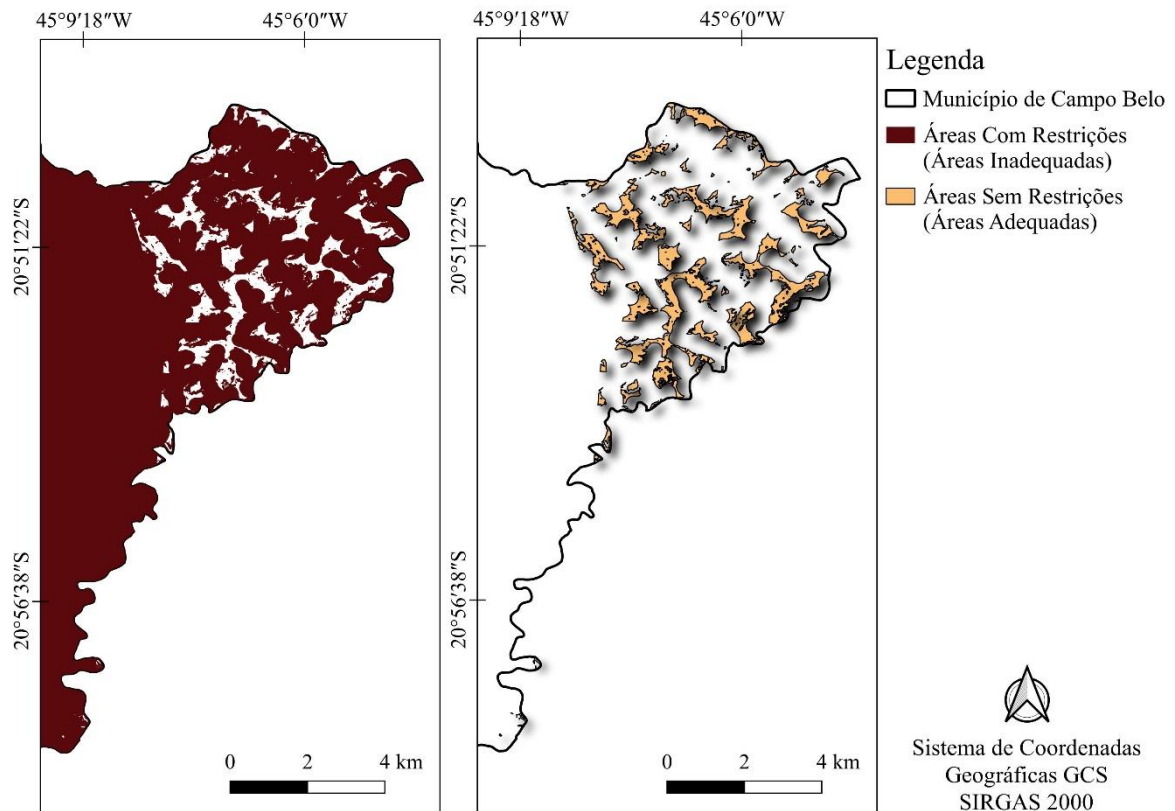 45°9'18"W
45°6'0"W
45°9'18"W
45°6'0"W
20°51'22"S
20°56'38"S
20°51'22"S
20°56'38"S
0 2 4 km
0 2 4 km
Legenda
Município de Campo Belo
Áreas Com Restrições
(Áreas Inadequadas)
Áreas Sem Restrições
(Áreas Adequadas)
Sistema de Coordenadas
Geográficas GCS
SIRGAS 2000